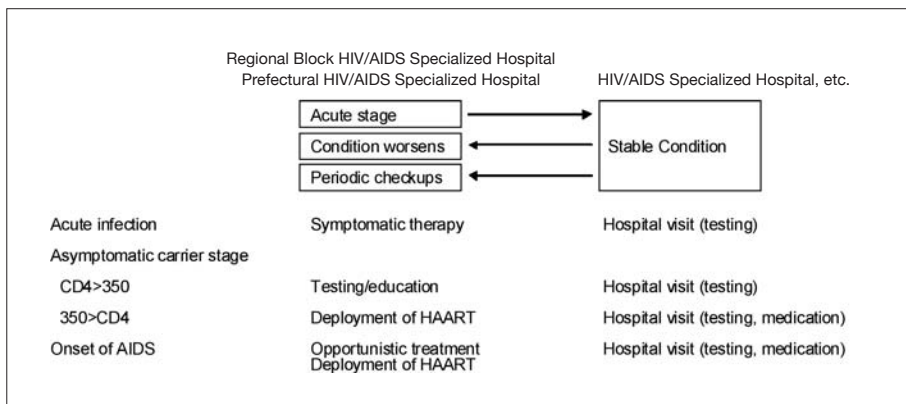 Regional Block HIV/AIDS Specialized Hospital
Prefectural HIV/AIDS Specialized Hospital HIV/AIDS Specialized Hospital, etc.
Acute stage
Condition worsens Stable Condition
Periodic checkups
Acute infection Symptomatic therapy Hospital visit (testing)
Asymptomatic carrier stage
CD4>350 Testing/education Hospital visit (testing)
350>CD4 Deployment of HAART Hospital visit (testing, medication)
Onset of AIDS Opportunistic treatment Hospital visit (testing, medication)
Deployment of HAART